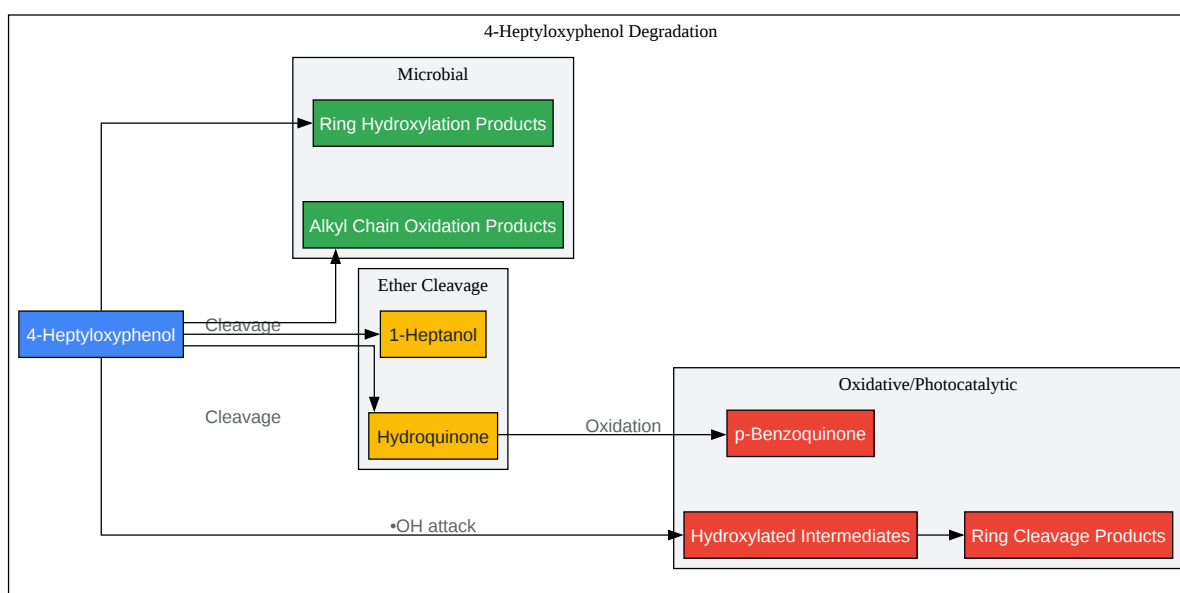 4-Heptyloxyphenol Degradation
Microbial
Ring Hydroxylation Products
Alkyl Chain Oxidation Products
Ether Cleavage
4-Heptyloxyphenol
Cleavage
1-Heptanol
Cleavage
Hydroquinone
Oxidation
Oxidative/Photocatalytic
p-Benzoquinone
•OH attack
Hydroxylated Intermediates
Ring Cleavage Products